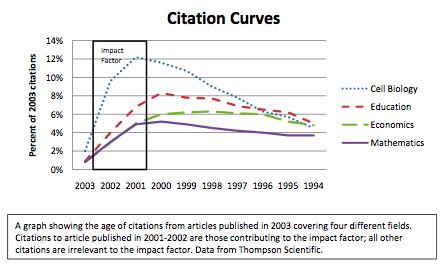 Citation Curves
Percent of 2003 citations
14%
12%
10%
8%
6%
4%
2%
0%
Impact
Factor
2003 2002 2001 2000 1999 1998 1997 1996 1995 1994
Cell Biology
Education
Economics
Mathematics
A graph showing the age of citations from articles published in 2003 covering four different fields.
Citations to article published in 2001-2002 are those contributing to the impact factor; all other
citations are irrelevant to the impact factor. Data from Thompson Scientific.